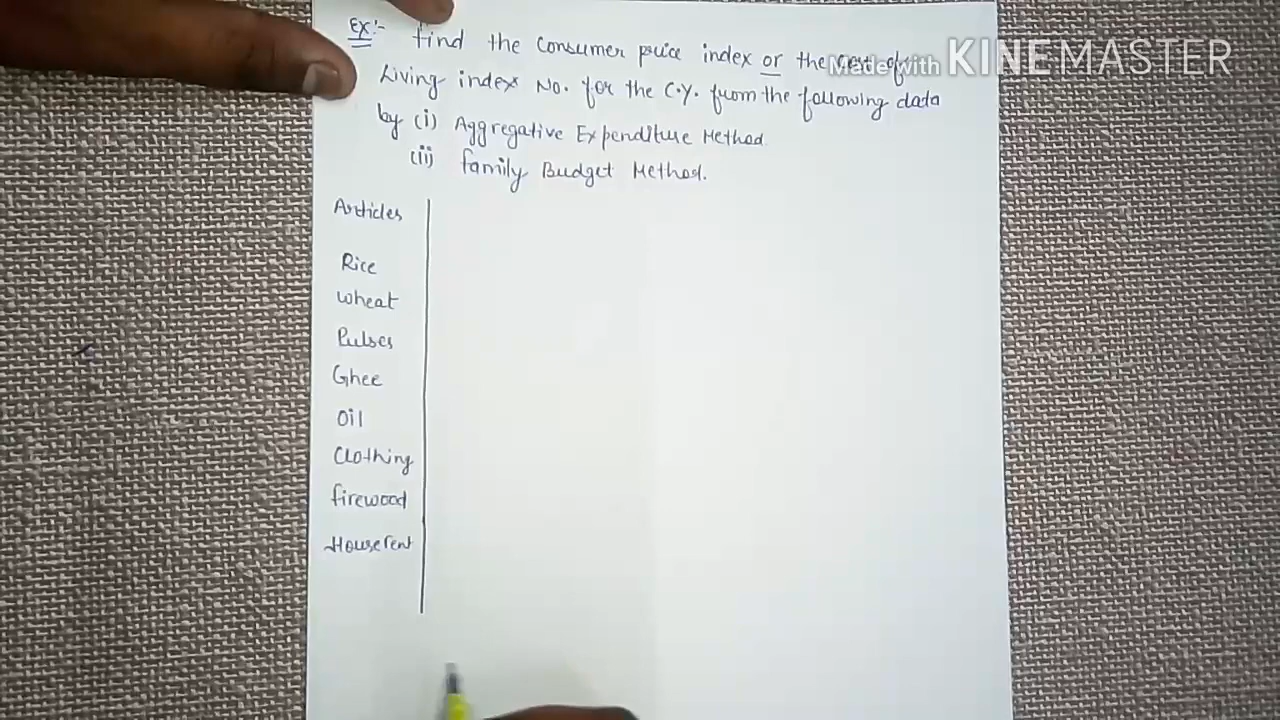 Ex:- find the Consumer price index or the cost of
Made with KINEMASTER
Living index No. for the C.Y. from the following data
by (i) Aggregative Expenditure Method
(ii) family Budget Method.
Articles
Rice
wheat
Pulses
Ghee
Oil
Clothing
firewood
House rent